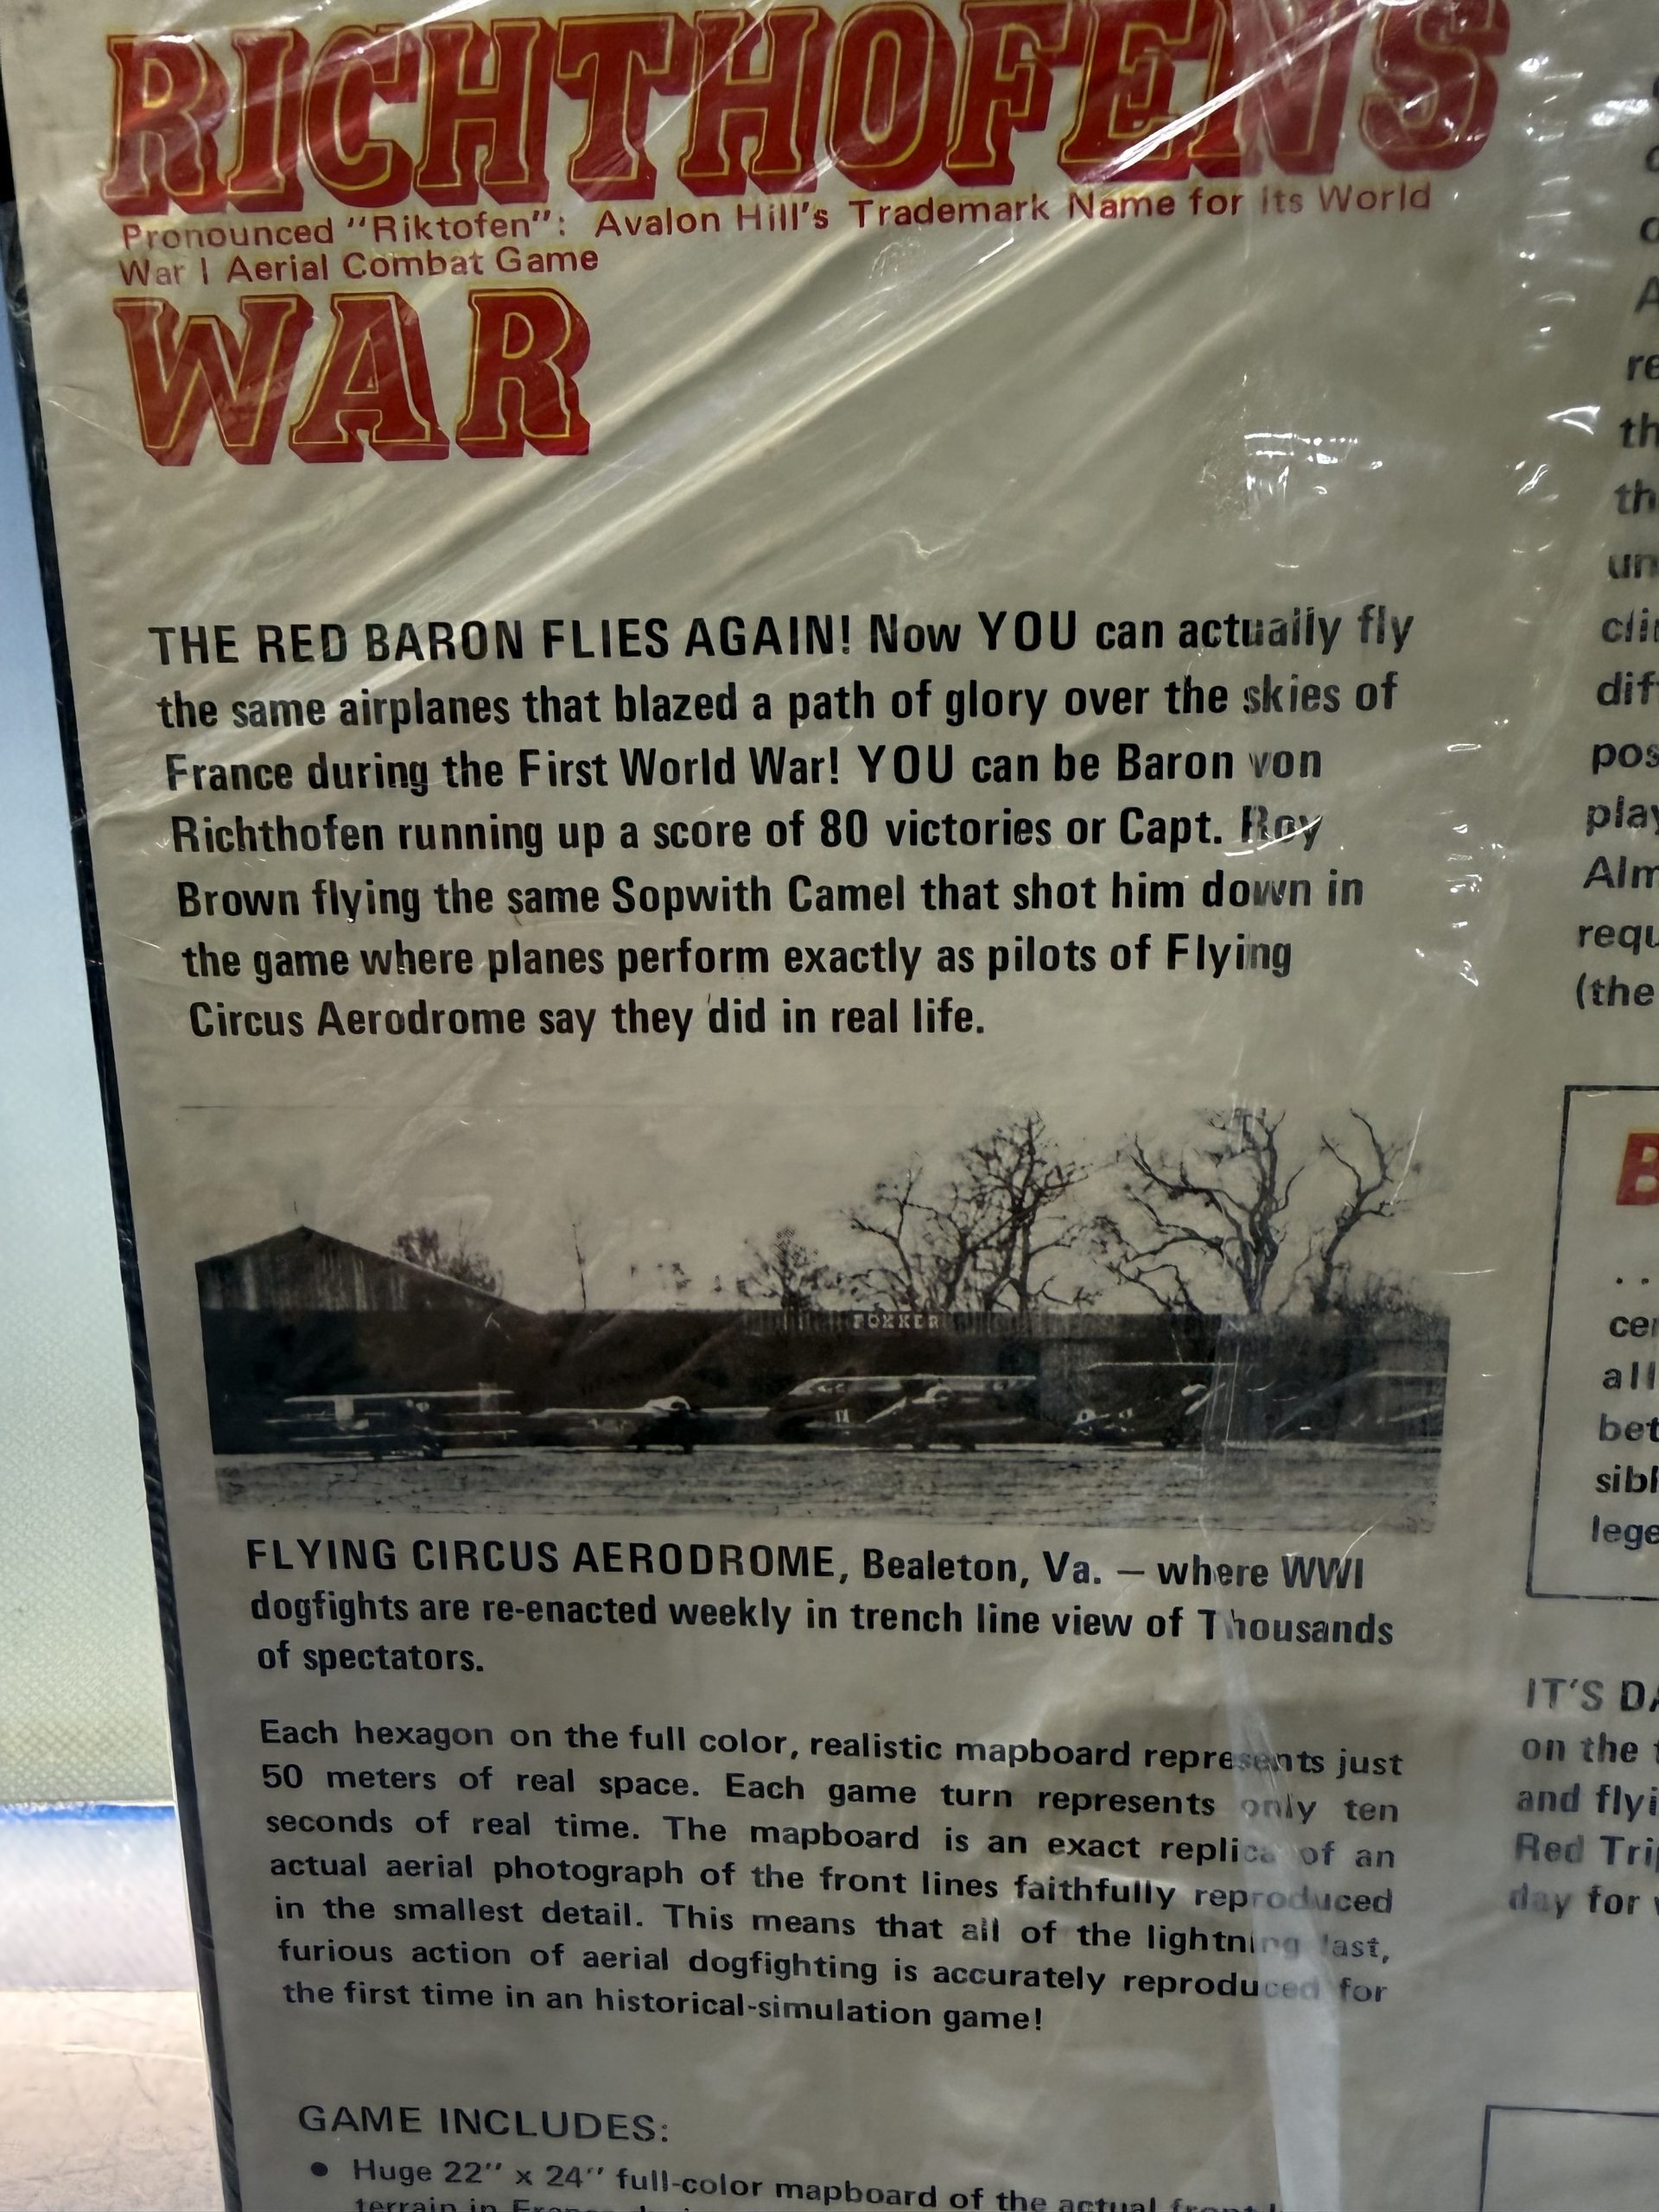 RICHTHOFENS
Pronounced "Riktofen": Avalon Hill's Trademark Name for Its World
War I Aerial Combat Game
WAR
THE RED BARON FLIES AGAIN! Now YOU can actually fly
the same airplanes that blazed a path of glory over the skies of
France during the First World War! YOU can be Baron von
Richthofen running up a score of 80 victories or Capt. Roy
Brown flying the same Sopwith Camel that shot him down in
the game where planes perform exactly as pilots of Flying
Circus Aerodrome say they did in real life.
FOKKER
FLYING CIRCUS AERODROME, Bealeton, Va. — where WWI
dogfights are re-enacted weekly in trench line view of Thousands
of spectators.
Each hexagon on the full color, realistic mapboard represents just
50 meters of real space. Each game turn represents only ten
seconds of real time. The mapboard is an exact replica of an
actual aerial photograph of the front lines faithfully reproduced
in the smallest detail. This means that all of the lightning fast,
furious action of aerial dogfighting is accurately reproduced for
the first time in an historical-simulation game!
GAME INCLUDES:
• Huge 22" x 24" full-color mapboard of the actual front
terrain in France
re
th
th
un
cli
dif
pos
play
Alm
requ
(the
B
. .
cer
all
bet
sibl
lege
IT'S DA
on the
and flyi
Red Trip
day for